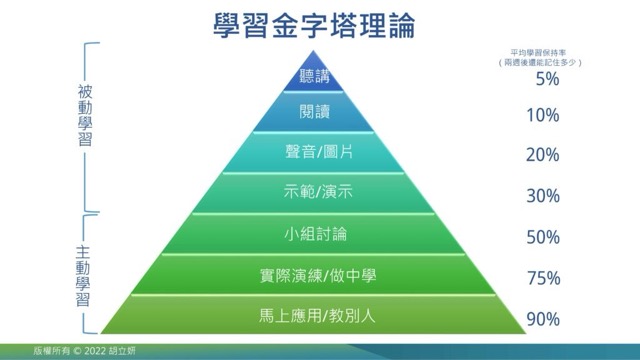 學習金字塔理論
平均學習保持率
（兩週後還能記住多少）
被動學習
聽講
5%
閱讀
10%
聲音/圖片
20%
示範/演示
30%
主動學習
小組討論
50%
實際演練/做中學
75%
馬上應用/教別人
90%
版權所有 © 2022 胡立妍